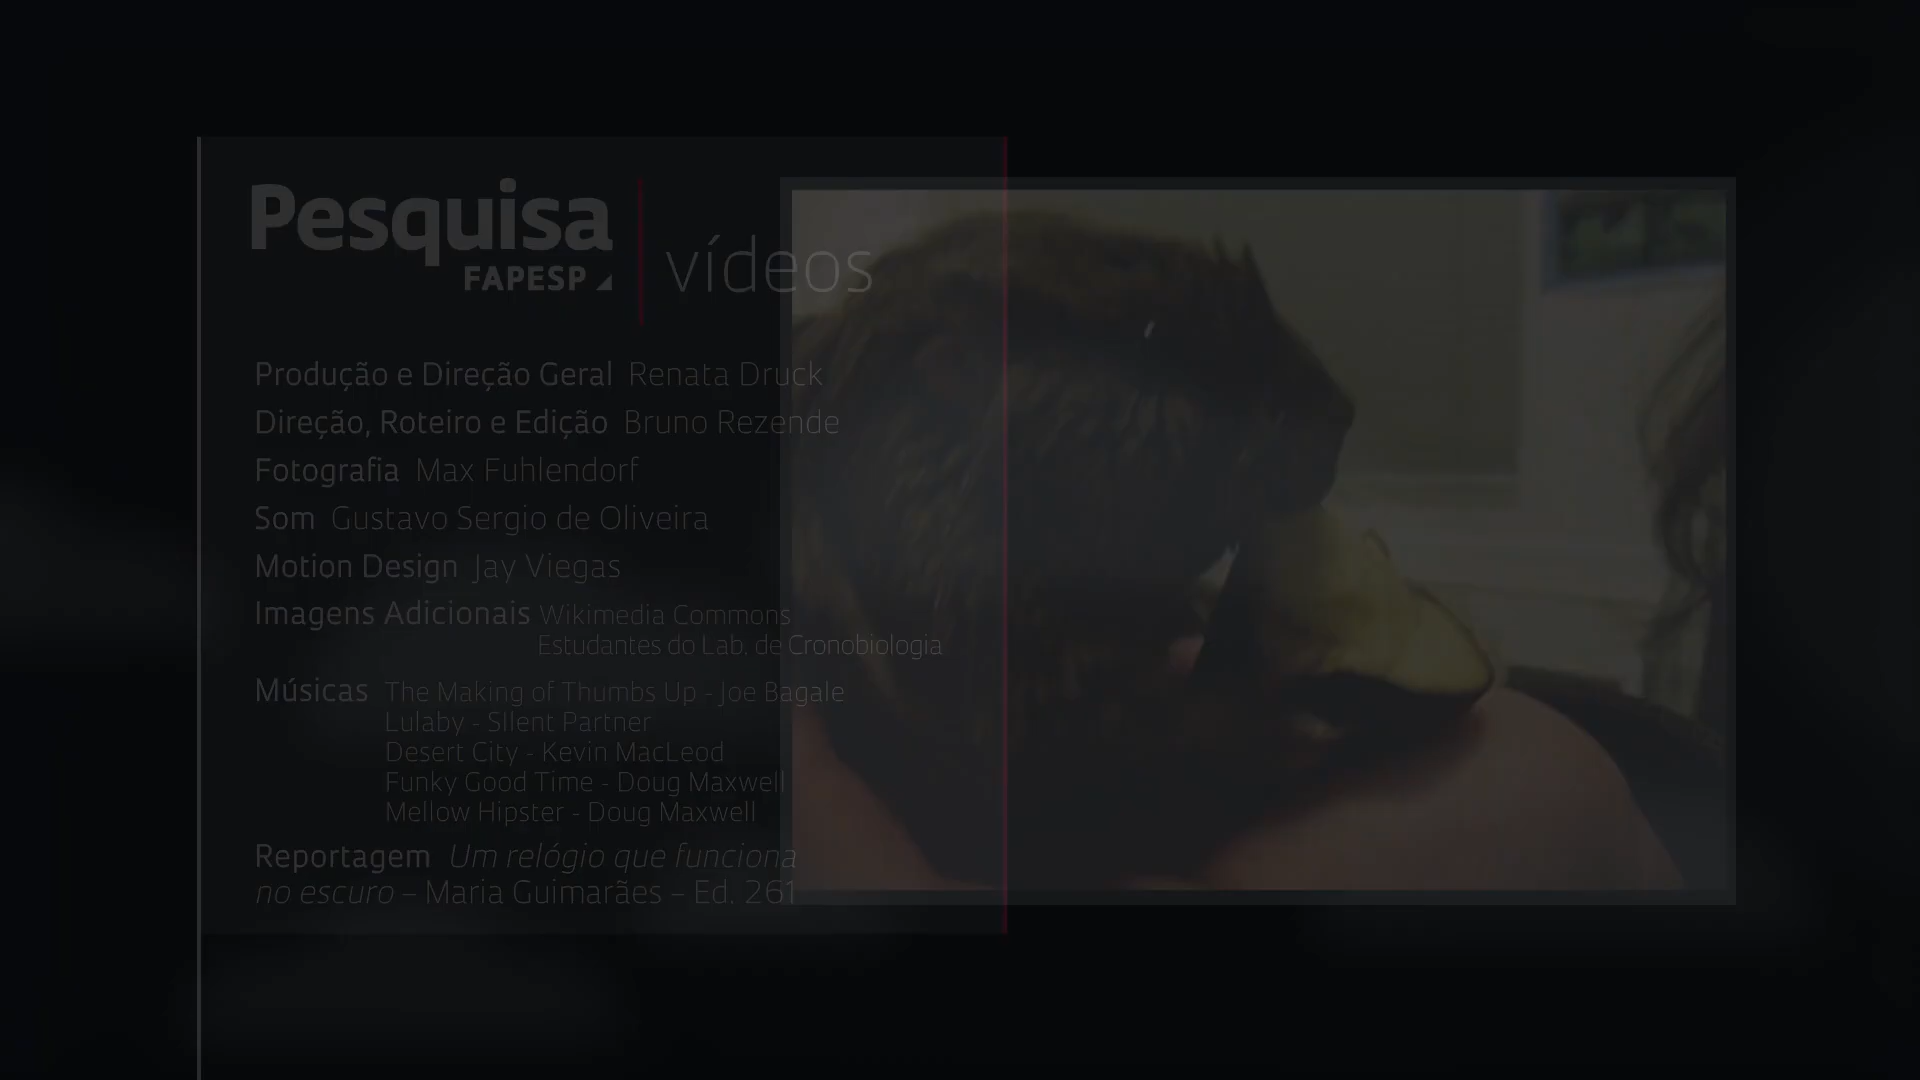 Pesquisa
FAPESP
vídeos
Produção e Direção Geral Renata Druck
Direção, Roteiro e Edição Bruno Rezende
Fotografia Max Fuhlendorf
Som Gustavo Sergio de Oliveira
Motion Design Jay Viegas
Imagens Adicionais Wikimedia Commons
Estudantes do Lab. de Cronobiologia
Músicas The Making of Thumbs Up - Joe Bagale
Lulaby - SIlent Partner
Desert City - Kevin MacLeod
Funky Good Time - Doug Maxwell
Mellow Hipster - Doug Maxwell
Reportagem Um relógio que funciona
no escuro – Maria Guimarães – Ed. 261